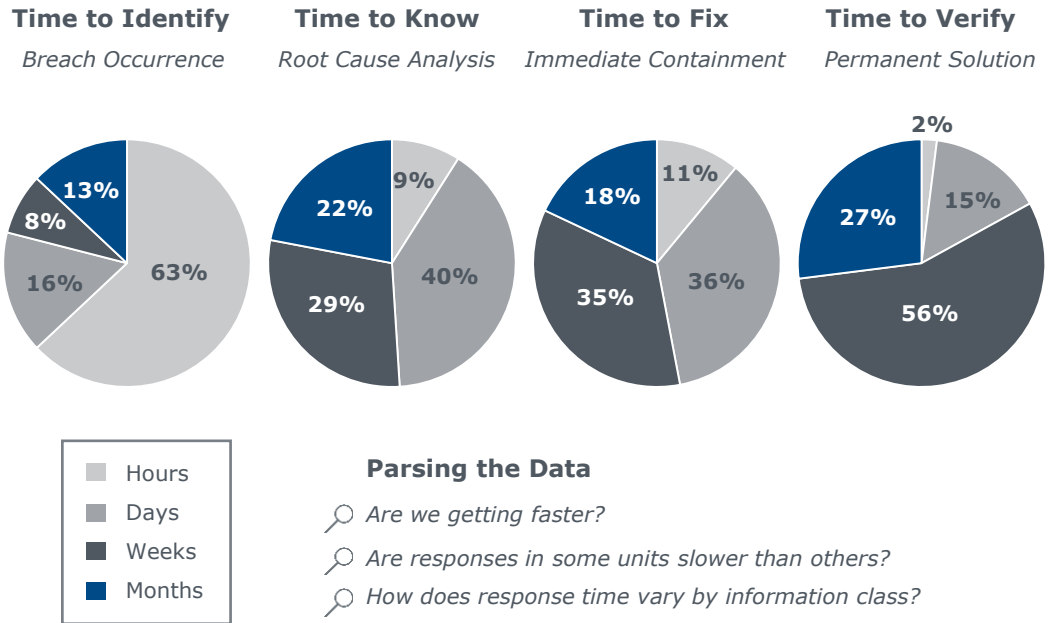 Time to Identify
Breach Occurrence
Time to Know
Root Cause Analysis
Time to Fix
Immediate Containment
Time to Verify
Permanent Solution
13%
8%
16%
63%
22%
9%
29%
40%
18%
11%
35%
36%
2%
27%
15%
56%
Hours
Days
Weeks
Months
Parsing the Data
Are we getting faster?
Are responses in some units slower than others?
How does response time vary by information class?